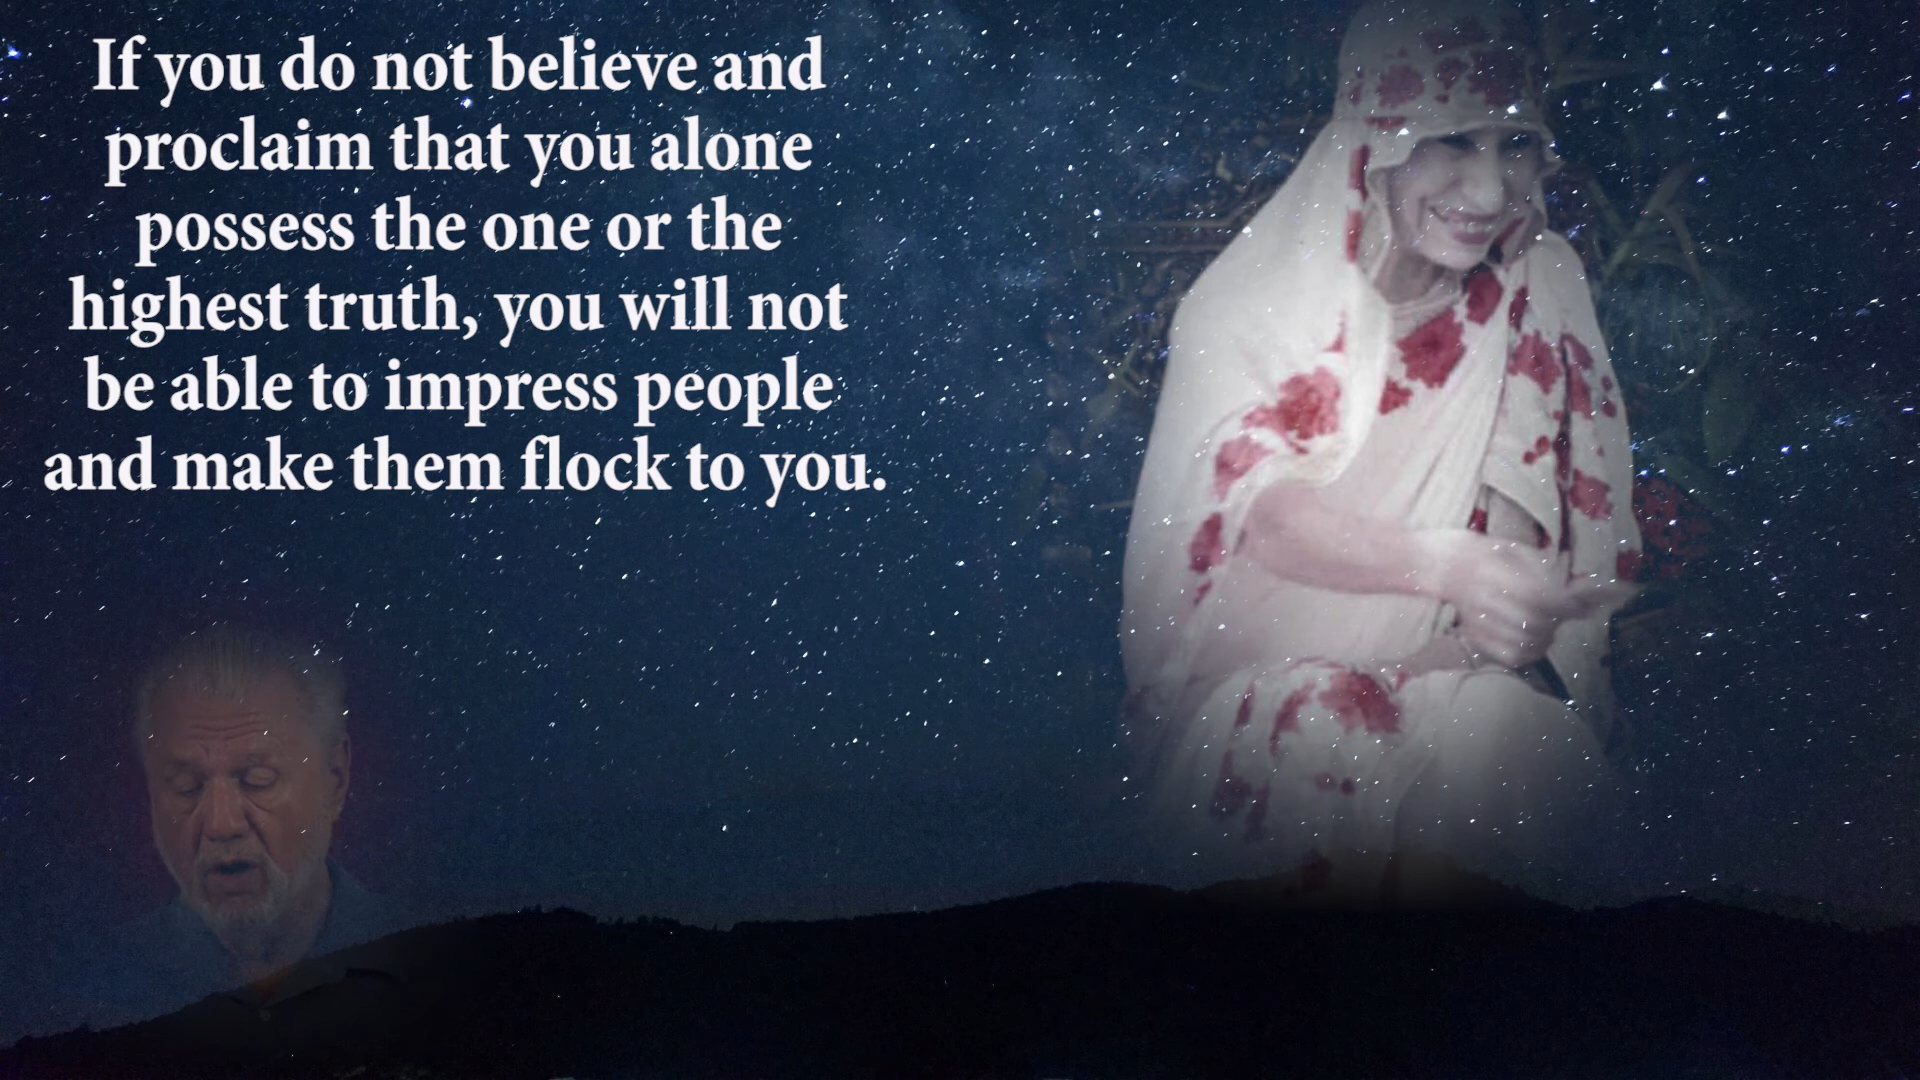 If you do not believe and
proclaim that you alone
possess the one or the
highest truth, you will not
be able to impress people
and make them flock to you.